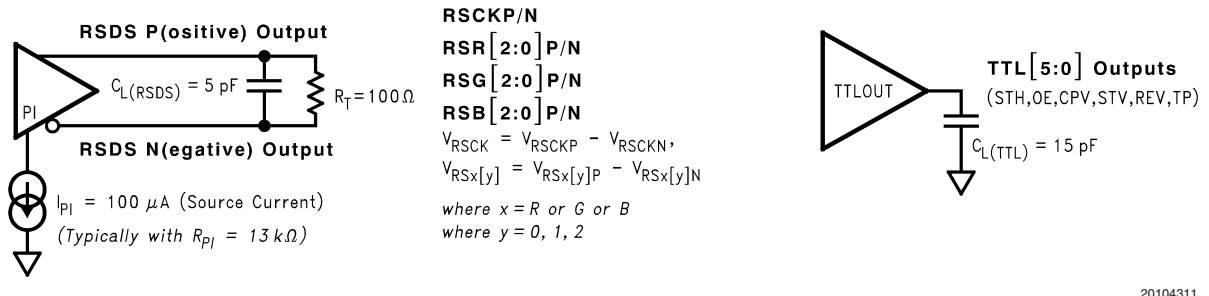 RSDS P(ositive) Output
C_L(RSDS) = 5 pF
R_T=100Ω
PI
RSDS N(egative) Output
I_PI = 100 μA (Source Current)
(Typically with R_PI = 13kΩ)
RSCKP/N
RSR[2:0]P/N
RSG[2:0]P/N
RSB[2:0]P/N
V_RSCK = V_RSCKP − V_RSCKN,
V_RSx[y] = V_RSx[y]P − V_RSx[y]N
where x = R or G or B
where y = 0, 1, 2
TTLOUT
TTL[5:0] Outputs
(STH,OE,CPV,STV,REV,TP)
C_L(TTL) = 15 pF
20104311